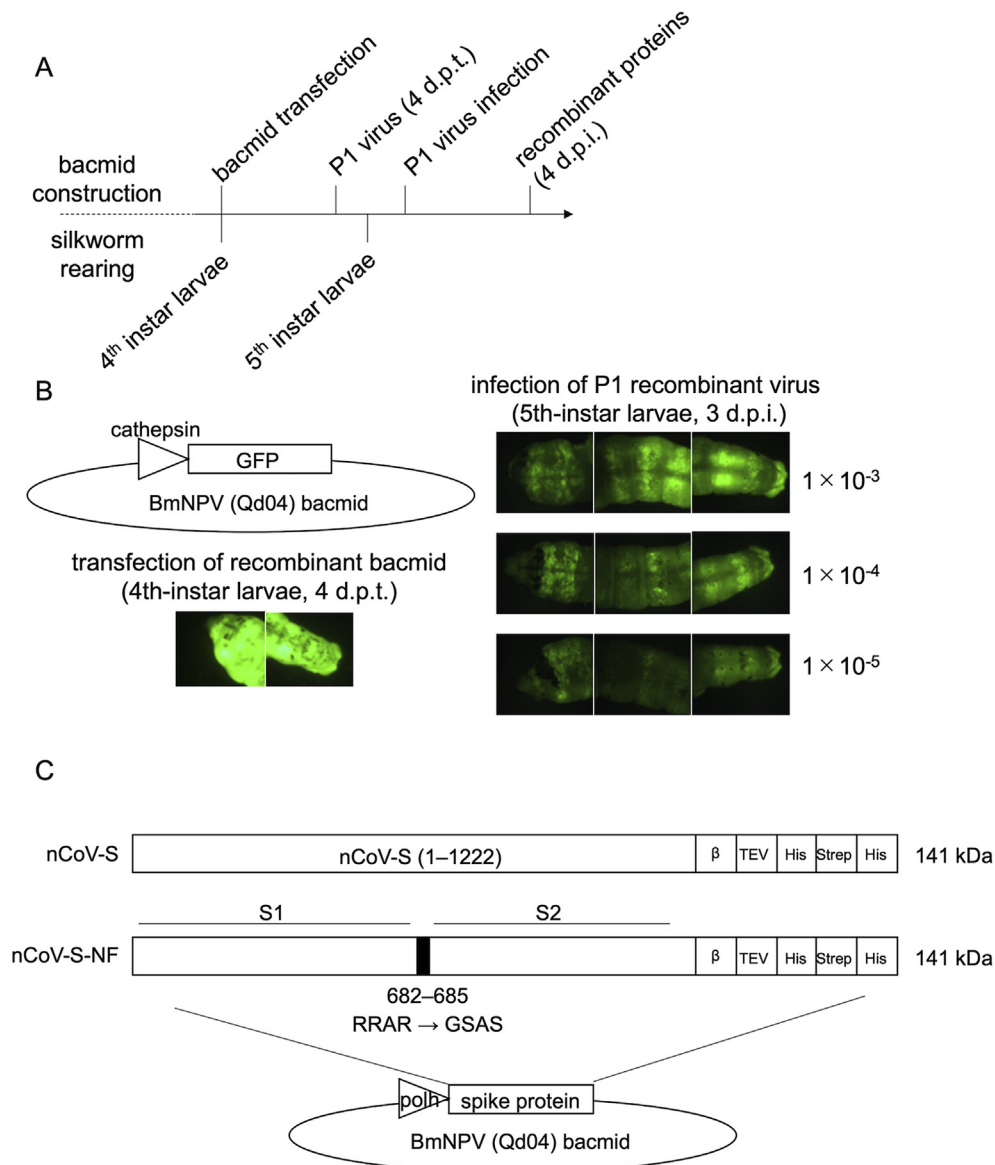 A
bacmid transfection
P1 virus (4 d.p.t.)
P1 virus infection
recombinant proteins
(4 d.p.i.)
bacmid
construction
silkworm
rearing
4th instar larvae
5th instar larvae
B
cathepsin
GFP
BmNPV (Qd04) bacmid
transfection of recombinant bacmid
(4th-instar larvae, 4 d.p.t.)
infection of P1 recombinant virus
(5th-instar larvae, 3 d.p.i.)
1×10-3
1×10-4
1×10-5
C
nCoV-S nCoV-S (1–1222) β TEV His Strep His 141 kDa
S1 S2
nCoV-S-NF β TEV His Strep His 141 kDa
682–685
RRAR → GSAS
polh spike protein
BmNPV (Qd04) bacmid